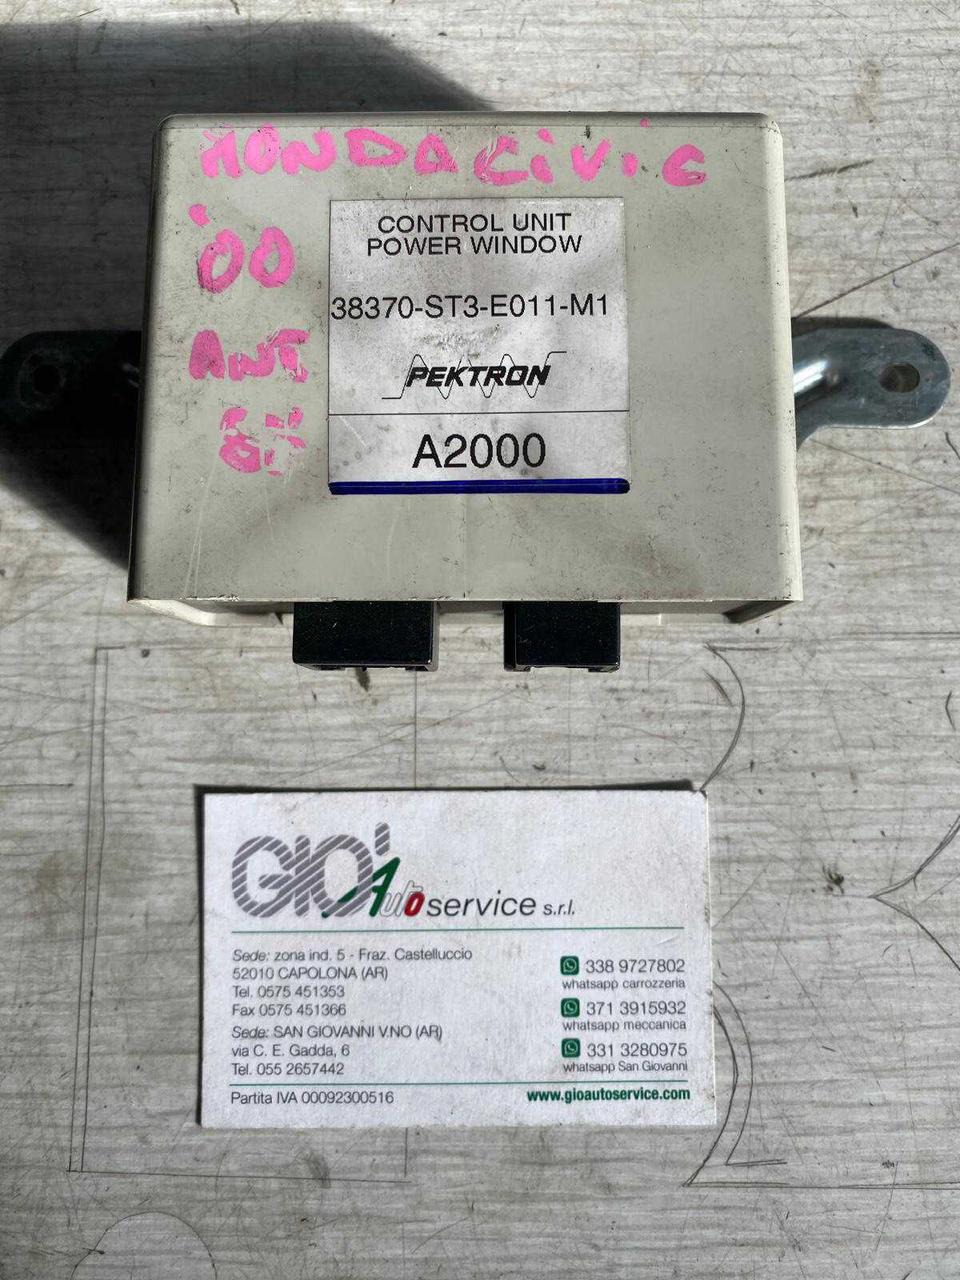 HONDA CiViC
'00
CONTROL UNIT
POWER WINDOW
38370-ST3-E011-M1
ANT
PEKTRON
A2000
GIO' Auto service s.r.l.
Sede: zona ind. 5 - Fraz. Castelluccio
52010 CAPOLONA (AR)
Tel. 0575 451353
Fax 0575 451366
Sede: SAN GIOVANNI V.NO (AR)
via C. E. Gadda, 6
Tel. 055 2657442
338 9727802
whatsapp carrozzeria
371 3915932
whatsapp meccanica
331 3280975
whatsapp San Giovanni
Partita IVA 00092300516
www.gioautoservice.com